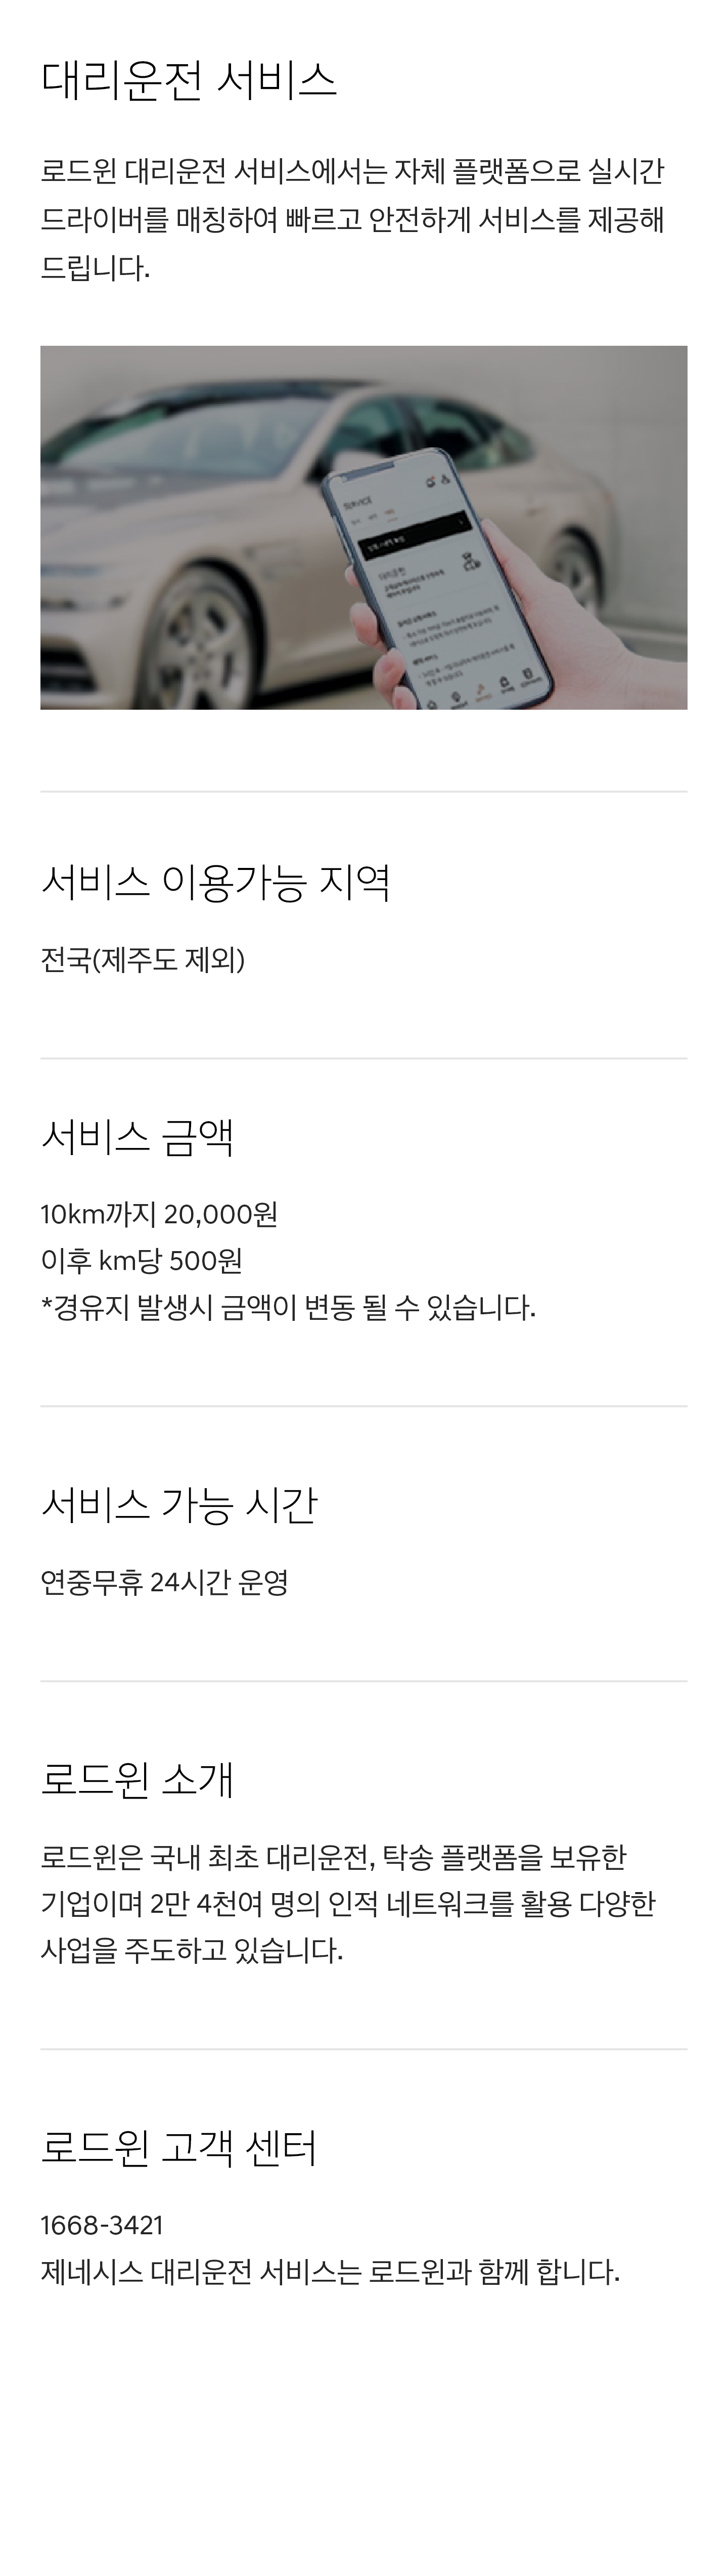 대리운전 서비스
로드윈 대리운전 서비스에서는 자체 플랫폼으로 실시간
드라이버를 매칭하여 빠르고 안전하게 서비스를 제공해
드립니다.
SERVICE
서비스 이용가능 지역
전국(제주도 제외)
서비스 금액
10km까지 20,000원
이후 km당 500원
*경유지 발생시 금액이 변동 될 수 있습니다.
서비스 가능 시간
연중무휴 24시간 운영
로드윈 소개
로드윈은 국내 최초 대리운전, 탁송 플랫폼을 보유한
기업이며 2만 4천여 명의 인적 네트워크를 활용 다양한
사업을 주도하고 있습니다.
로드윈 고객 센터
1668-3421
제네시스 대리운전 서비스는 로드윈과 함께 합니다.